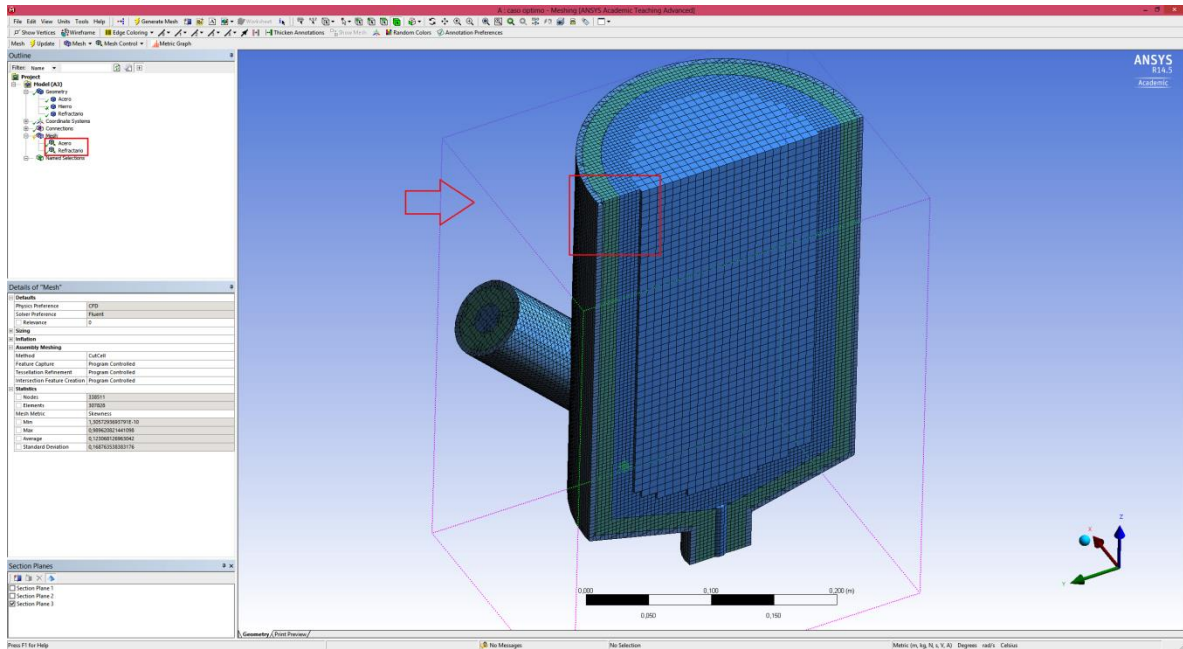 A : caso optimo - Meshing [ANSYS Academic Teaching Advanced]
File Edit View Units Tools Help Generate Mesh Worksheet
Show Vertices Wireframe Edge Coloring Thicken Annotations Show Mesh Random Colors Annotation Preferences
Mesh Update Mesh Mesh Control Metric Graph
Outline
Filter: Name
Project
Model (A3)
Geometry
Acero
Hierro
Refractario
Coordinate Systems
Connections
Mesh
Acero
Refractario
Named Selections
ANSYS
R14.5
Academic
Details of "Mesh"
Defaults
Physics Preference CFD
Solver Preference Fluent
Relevance 0
Sizing
Inflation
Assembly Meshing
Method CutCell
Feature Capture Program Controlled
Tessellation Refinement Program Controlled
Intersection Feature Creation Program Controlled
Statistics
Nodes
Elements
Mesh Metric Skewness
Min
Max
Average
Standard Deviation
Section Planes
Section Plane 1
Section Plane 2
Section Plane 3
0,000 0,100 0,200 (m)
0,050 0,150
Z
X
Y
Geometry Print Preview
Press F1 for Help No Messages No Selection Metric (m, kg, N, s, V, A) Degrees rad/s Celsius